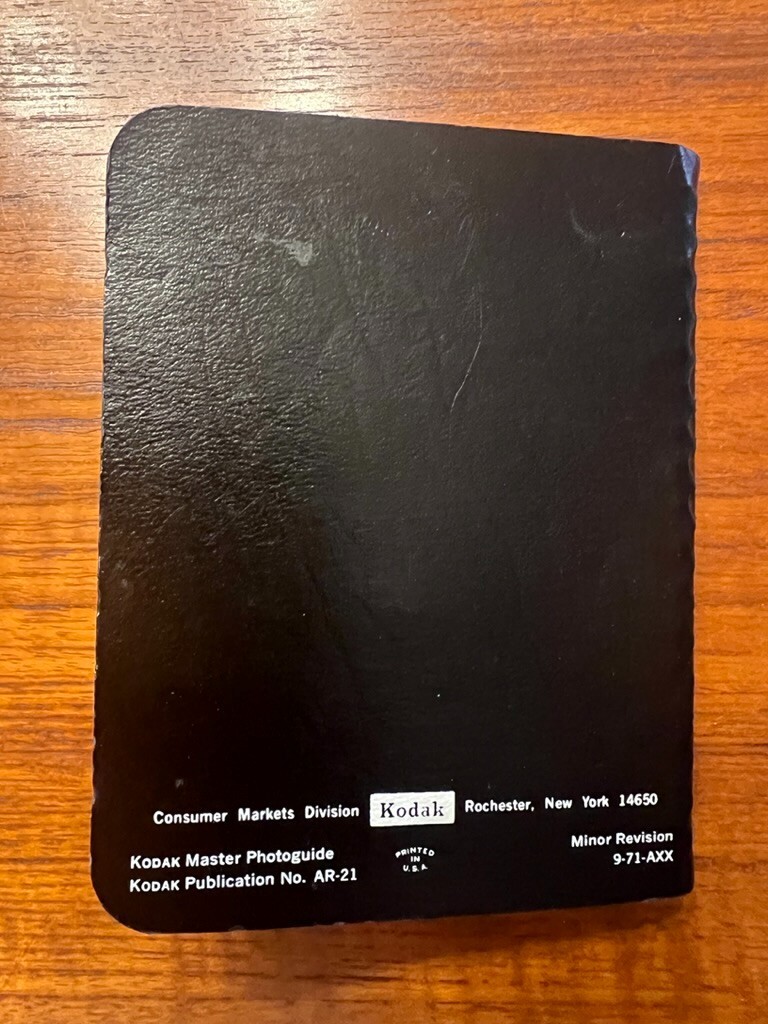 Consumer Markets Division Kodak Rochester, New York 14650
KODAK Master Photoguide
KODAK Publication No. AR-21
PRINTED
IN
U.S.A.
Minor Revision
9-71-AXX